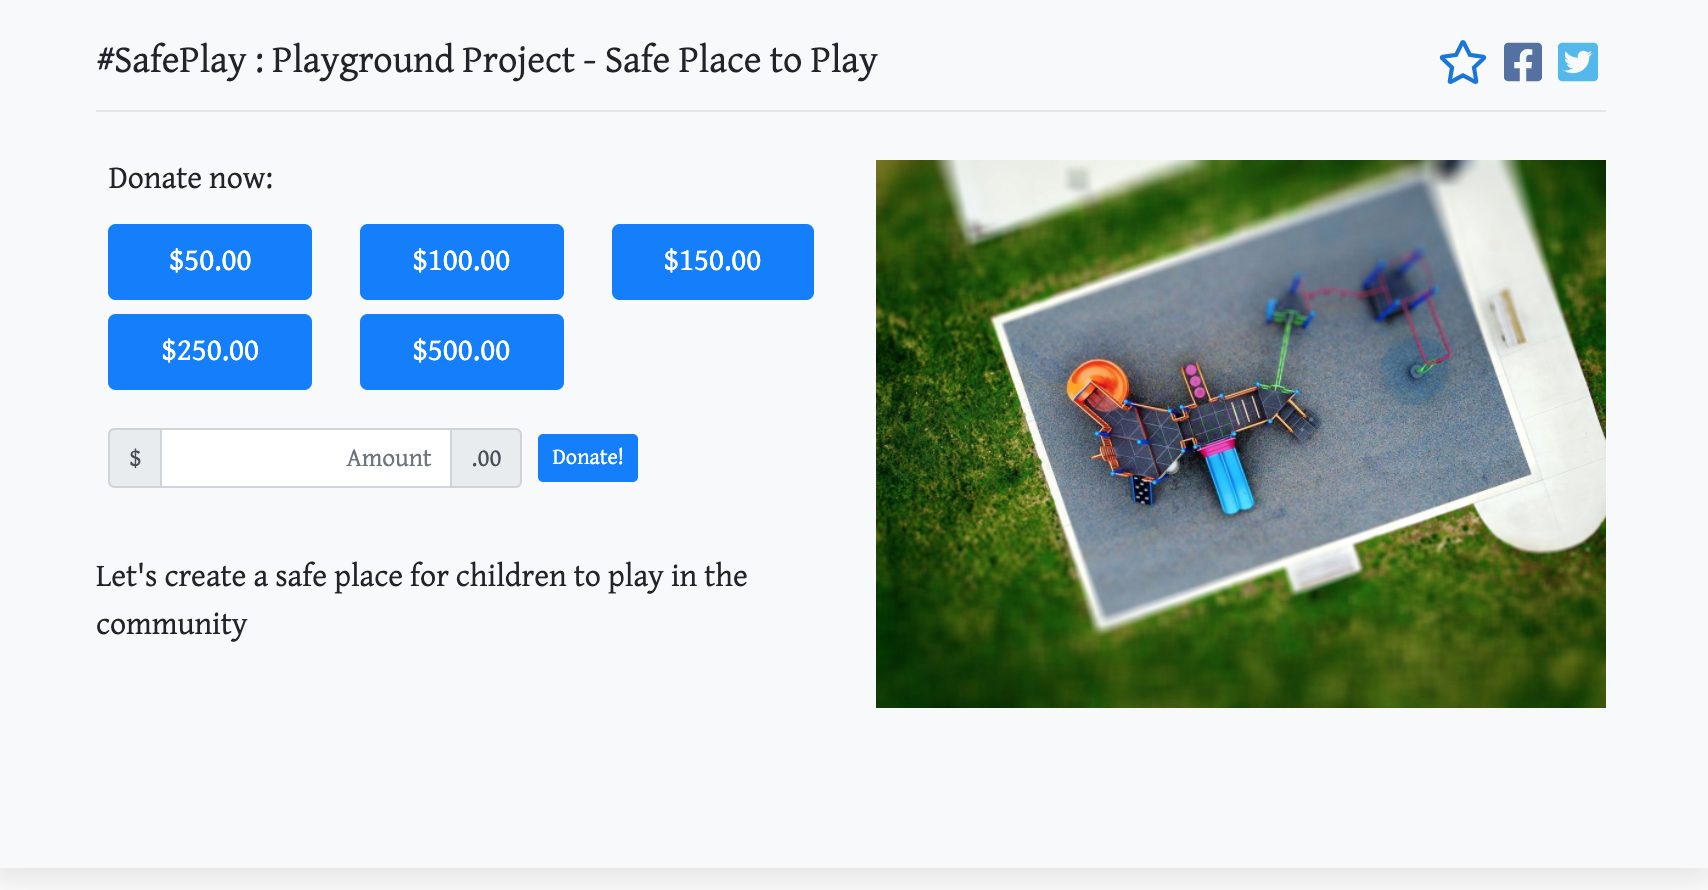 #SafePlay : Playground Project - Safe Place to Play
Donate now:
$50.00
$100.00
$150.00
$250.00
$500.00
$ Amount .00
Donate!
Let's create a safe place for children to play in the
community